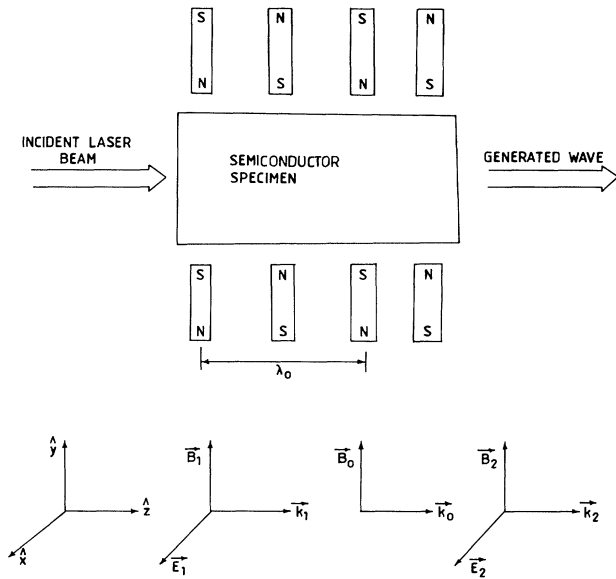 S N S N
N S N S
INCIDENT LASER
BEAM
SEMICONDUCTOR
SPECIMEN
GENERATED WAVE
S N S N
N S N S
λ₀
ŷ
ẑ
x̂
B₁
k₁
E₁
B₀
k₀
B₂
k₂
E₂